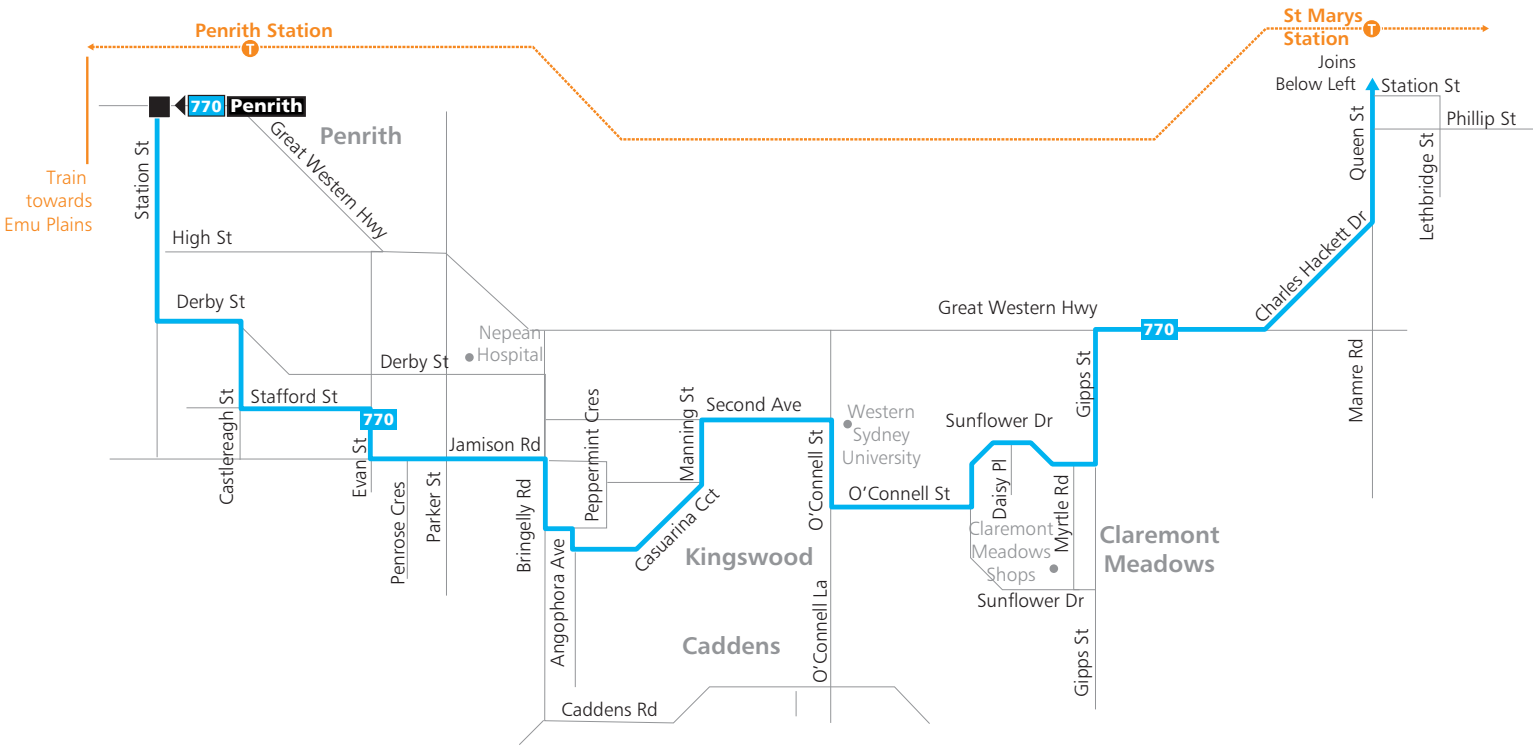 Penrith Station
St Marys
Station
Joins
Below Left
Station St
770 Penrith
Penrith
Great Western Hwy
Queen St
Phillip St
Lethbridge St
Train
towards
Emu Plains
Station St
High St
Charles Hackett Dr
Derby St
Great Western Hwy
770
Nepean
Hospital
Derby St
Gipps St
Mamre Rd
Castlereagh St
Stafford St
770
Peppermint Cres
Manning St
Second Ave
Western
Sydney
University
Sunflower Dr
Evan St
Jamison Rd
O'Connell St
O'Connell St
Daisy Pl
Myrtle Rd
Penrose Cres
Parker St
Bringelly Rd
Casuarina Cct
Claremont
Meadows
Shops
Claremont
Meadows
Angophora Ave
Kingswood
Sunflower Dr
O'Connell La
Caddens
Gipps St
Caddens Rd
T
T